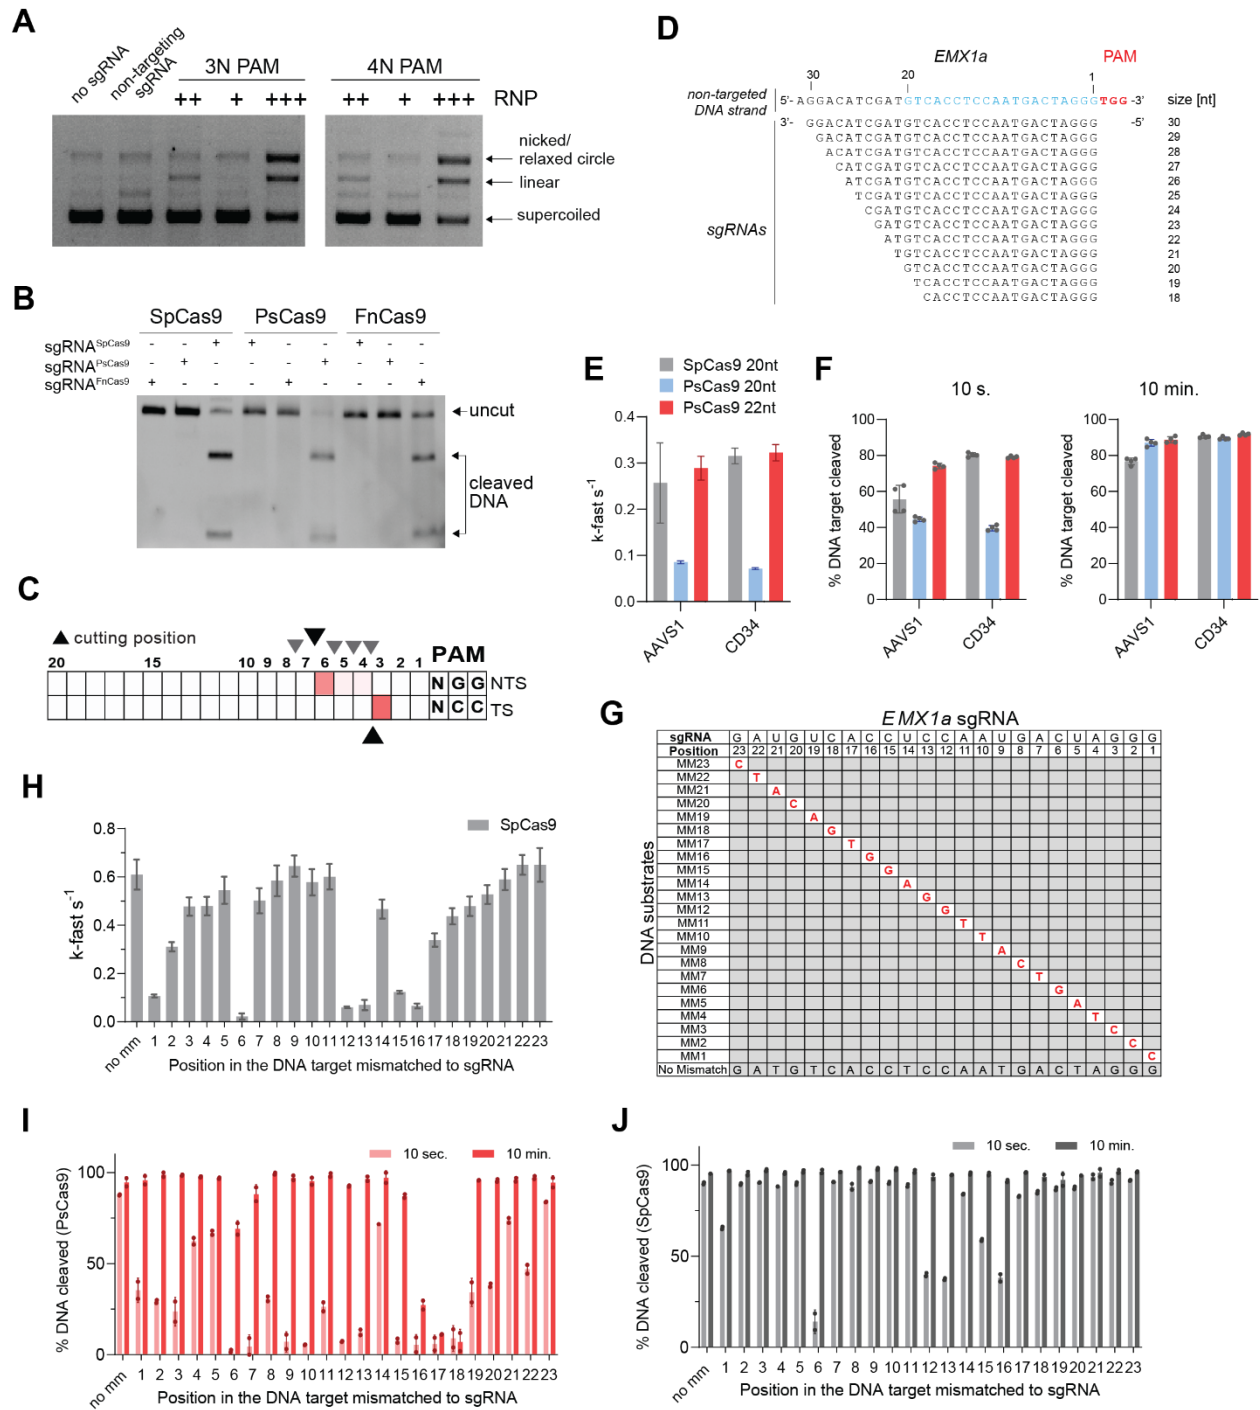 A
no sgRNA
non-targeting
sgRNA
3N PAM
4N PAM
++ + +++
++ + +++
RNP
nicked/
relaxed circle
linear
supercoiled
B
SpCas9 PsCas9 FnCas9
sgRNASpCas9 - - + + - - + - -
sgRNAPsCas9 - + - - - + - + -
sgRNAFnCas9 + - - - + - - - +
uncut
cleaved
DNA
C
cutting position
20 15 10 9 8 7 6 5 4 3 2 1 PAM
N G G NTS
N C C TS
D
EMX1a PAM
30 20 1
non-targeted
DNA strand
5'- AGGACATCGATGTCACCTCCAATGACTAGGGTGG -3' size [nt]
3'- GGACATCGATGTCACCTCCAATGACTAGGG -5' 30
GACATCGATGTCACCTCCAATGACTAGGG 29
ACATCGATGTCACCTCCAATGACTAGGG 28
CATCGATGTCACCTCCAATGACTAGGG 27
ATCGATGTCACCTCCAATGACTAGGG 26
TCGATGTCACCTCCAATGACTAGGG 25
CGATGTCACCTCCAATGACTAGGG 24
GATGTCACCTCCAATGACTAGGG 23
ATGTCACCTCCAATGACTAGGG 22
TGTCACCTCCAATGACTAGGG 21
GTCACCTCCAATGACTAGGG 20
TCACCTCCAATGACTAGGG 19
CACCTCCAATGACTAGGG 18
sgRNAs
E
SpCas9 20nt
PsCas9 20nt
PsCas9 22nt
k-fast s-1
0.4
0.3
0.2
0.1
0.0
AAVS1 CD34
F
10 s.
% DNA target cleaved
100
80
60
40
20
0
AAVS1 CD34
10 min.
% DNA target cleaved
100
80
60
40
20
0
AAVS1 CD34
G
EMX1a sgRNA
sgRNA G A U G U C A C C U C C A A U G A C U A G G G
Position 23 22 21 20 19 18 17 16 15 14 13 12 11 10 9 8 7 6 5 4 3 2 1
DNA substrates
MM23 C
MM22 T
MM21 A
MM20 C
MM19 A
MM18 G
MM17 T
MM16 G
MM15 G
MM14 A
MM13 G
MM12 G
MM11 T
MM10 T
MM9 A
MM8 C
MM7 T
MM6 G
MM5 A
MM4 T
MM3 C
MM2 C
MM1 C
No Mismatch G A T G T C A C C T C C A A T G A C T A G G G
H
SpCas9
k-fast s-1
0.8
0.6
0.4
0.2
0.0
no mm 1 2 3 4 5 6 7 8 9 10 11 12 13 14 15 16 17 18 19 20 21 22 23
Position in the DNA target mismatched to sgRNA
I
10 sec. 10 min.
% DNA cleaved (PsCas9)
100
50
0
no mm 1 2 3 4 5 6 7 8 9 10 11 12 13 14 15 16 17 18 19 20 21 22 23
Position in the DNA target mismatched to sgRNA
J
10 sec. 10 min.
% DNA cleaved (SpCas9)
100
50
0
no mm 1 2 3 4 5 6 7 8 9 10 11 12 13 14 15 16 17 18 19 20 21 22 23
Position in the DNA target mismatched to sgRNA